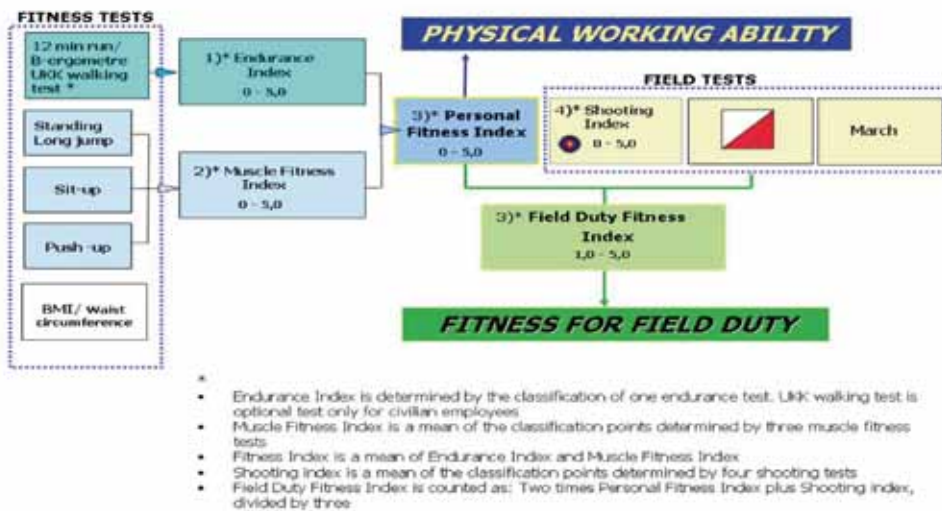 FITNESS TESTS
12 min run/
B-ergometre
UKK walking
test *
Standing
Long Jump
Sit-up
Push -up
BMI/ Waist
circumference
1)* Endurance
Index
0 - 5,0
2)* Muscle Fitness
Index
0 - 5,0
PHYSICAL WORKING ABILITY
3)* Personal
Fitness Index
0 - 5,0
FIELD TESTS
4)* Shooting
Index
0 - 5,0
March
3)* Field Duty Fitness
Index
1,0 - 5,0
FITNESS FOR FIELD DUTY
*
• Endurance Index is determined by the classification of one endurance test. UKK walking test is
optional test only for civilian employees
• Muscle Fitness Index is a mean of the classification points determined by three muscle fitness
tests
• Fitness Index is a mean of Endurance Index and Muscle Fitness Index
• Shooting index is a mean of the classification points determined by four shooting tests
• Field Duty Fitness Index is counted as: Two times Personal Fitness Index plus Shooting index,
divided by three